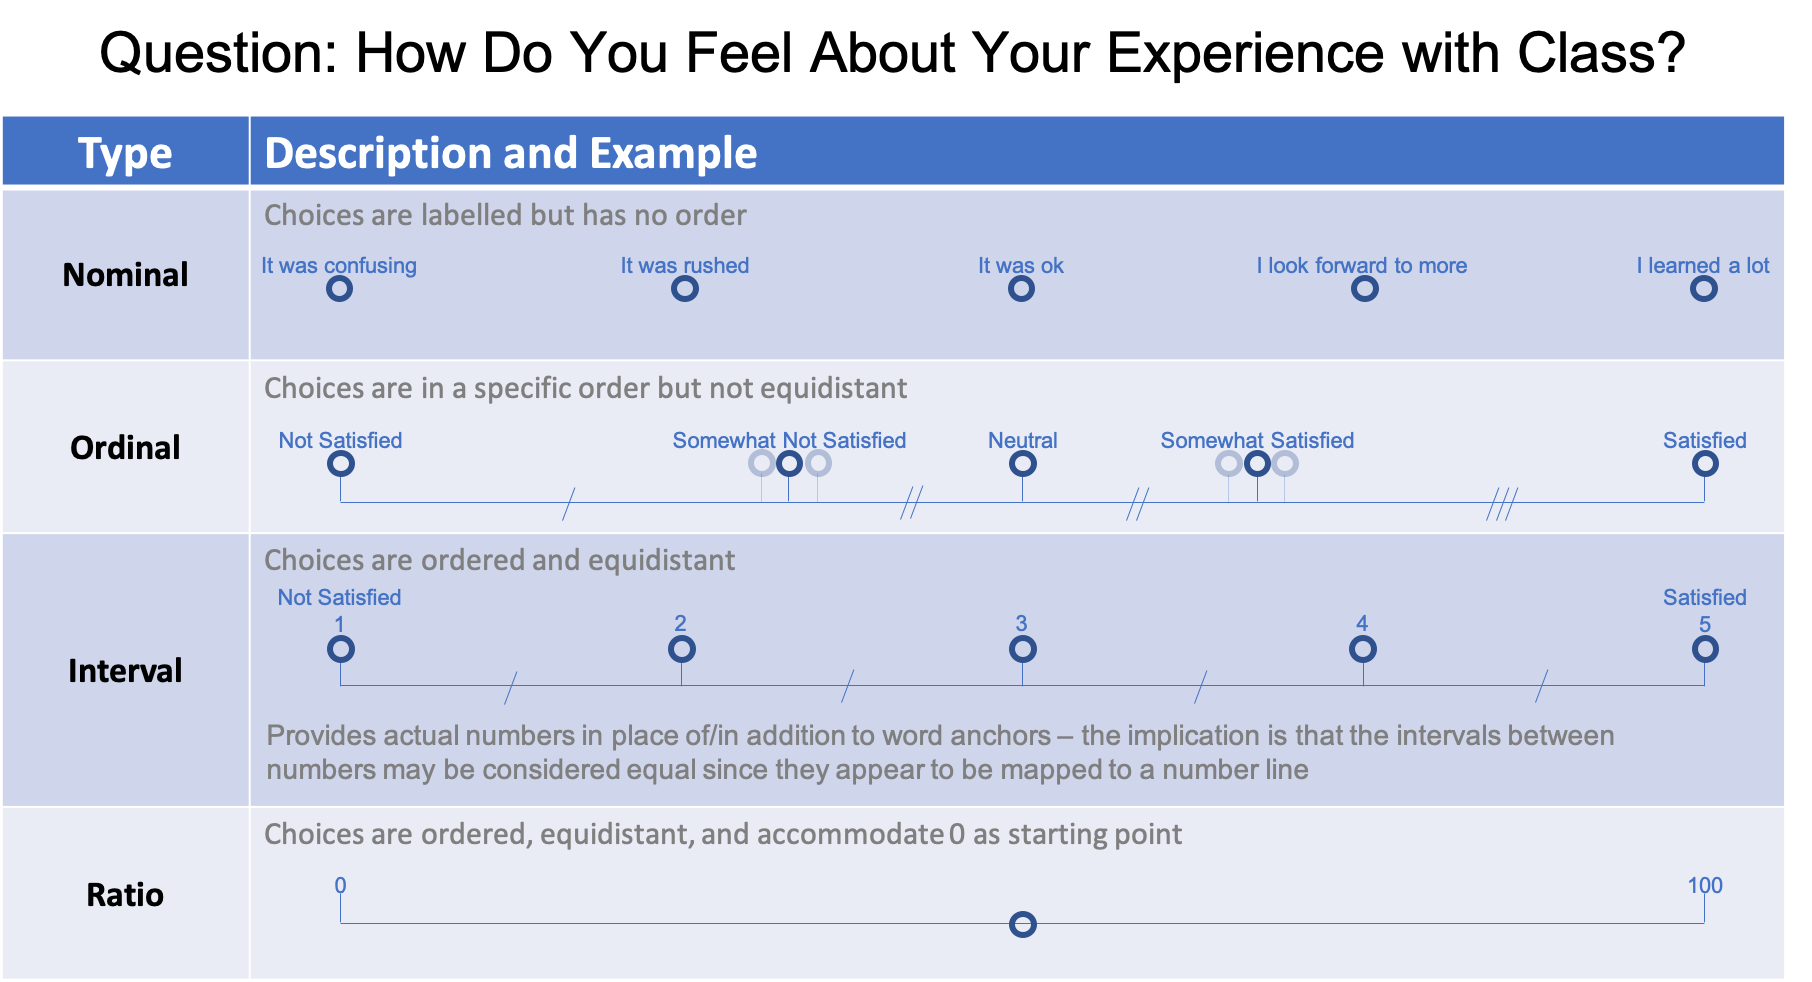 Question: How Do You Feel About Your Experience with Class?
Type
Description and Example
Nominal
Choices are labelled but has no order
It was confusing
It was rushed
It was ok
I look forward to more
I learned a lot
Ordinal
Choices are in a specific order but not equidistant
Not Satisfied
Somewhat Not Satisfied
Neutral
Somewhat Satisfied
Satisfied
Interval
Choices are ordered and equidistant
Not Satisfied
Satisfied
1
2
3
4
5
Provides actual numbers in place of/in addition to word anchors – the implication is that the intervals between
numbers may be considered equal since they appear to be mapped to a number line
Ratio
Choices are ordered, equidistant, and accommodate 0 as starting point
0
100